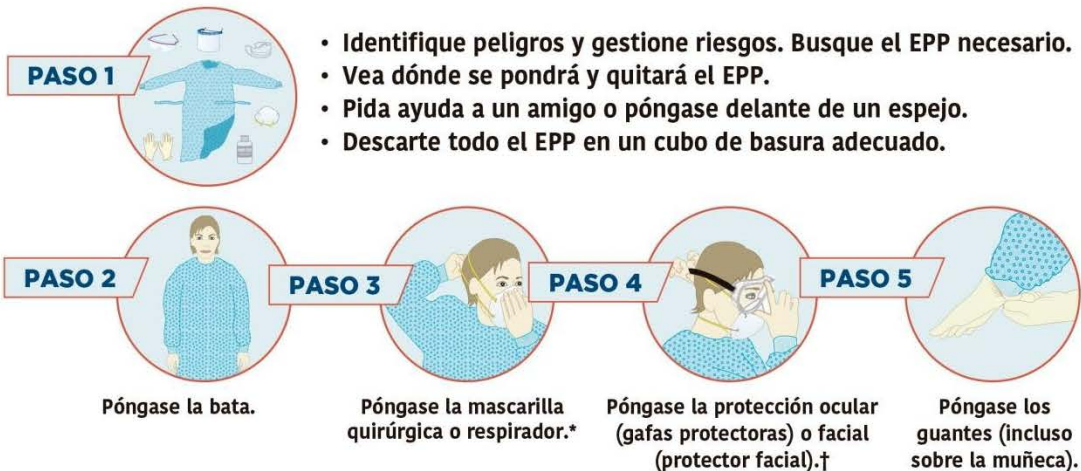 PASO 1
• Identifique peligros y gestione riesgos. Busque el EPP necesario.
• Vea dónde se pondrá y quitará el EPP.
• Pida ayuda a un amigo o póngase delante de un espejo.
• Descarte todo el EPP en un cubo de basura adecuado.
PASO 2
Póngase la bata.
PASO 3
Póngase la mascarilla
quirúrgica o respirador.*
PASO 4
Póngase la protección ocular
(gafas protectoras) o facial
(protector facial).†
PASO 5
Póngase los
guantes (incluso
sobre la muñeca).